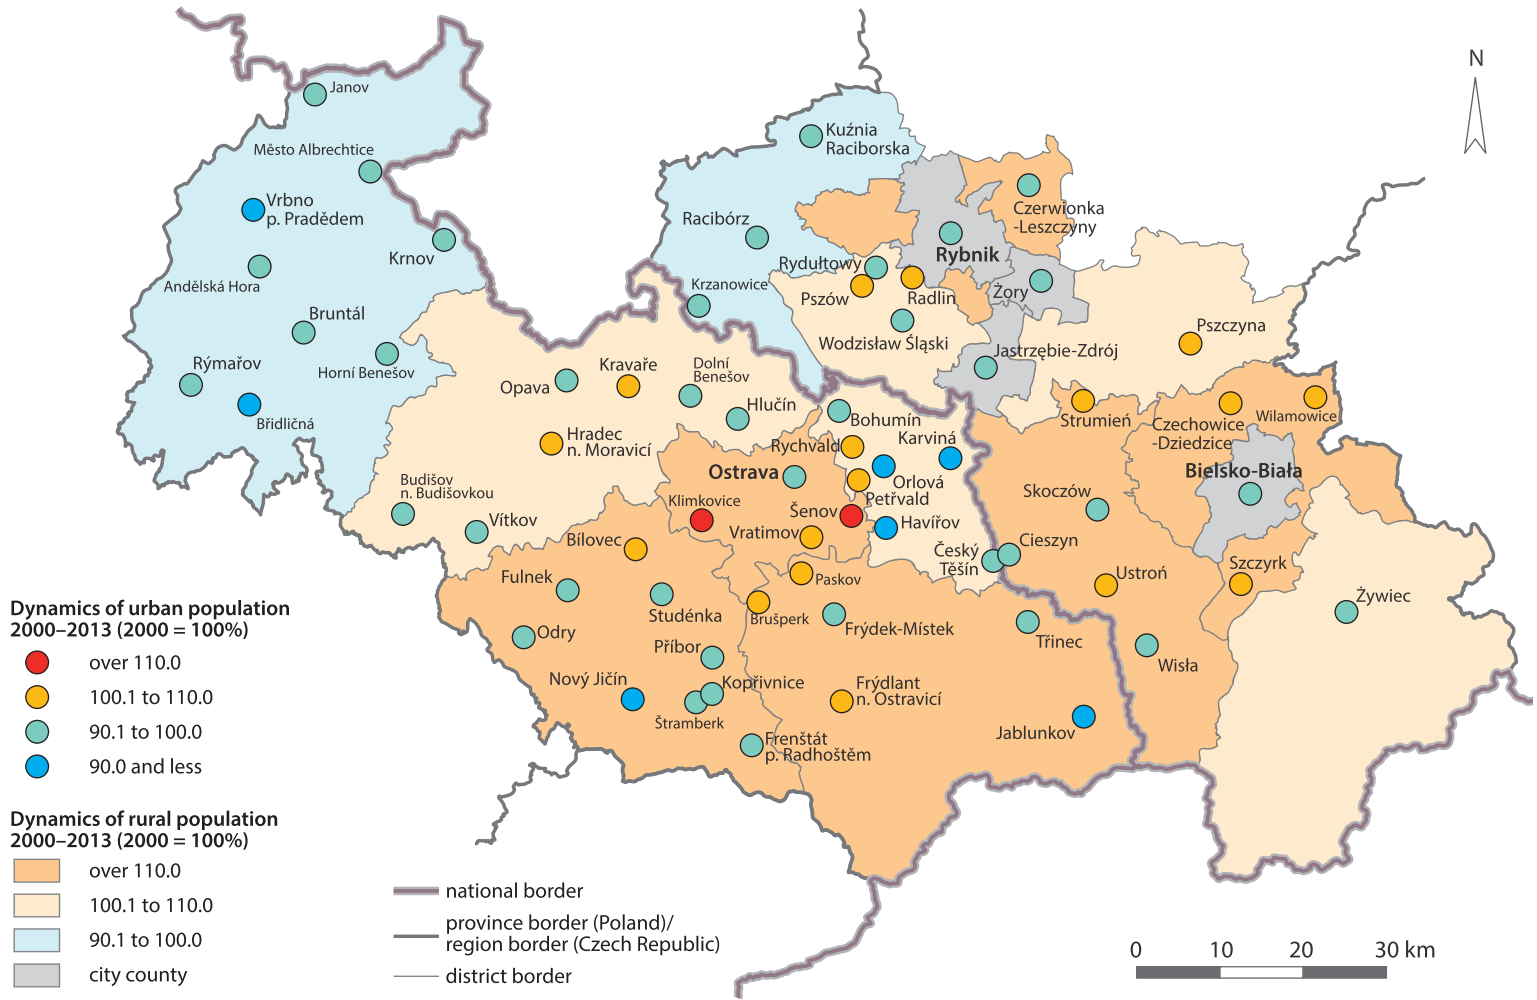 Janov
N
Město Albrechtice
Kuźnia
Raciborska
Vrbno
p. Pradědem
Czerwionka
-Leszczyny
Racibórz
Krnov
Rybnik
Rydułtowy
Andělská Hora
Krzanowice
Pszów
Radlin
Żory
Bruntál
Wodzisław Śląski
Pszczyna
Jastrzębie-Zdrój
Rýmařov
Horní Benešov
Kravaře
Dolní
Benešov
Opava
Hlučín
Břidličná
Bohumín
Strumień
Czechowice
-Dziedzice
Wilamowice
Hradec
n. Moravicí
Rychvald
Karviná
Ostrava
Bielsko-Biała
Budišov
n. Budišovkou
Orlová
Petřvald
Skoczów
Klimkovice
Šenov
Vítkov
Havířov
Vratimov
Bílovec
Český
Těšín
Cieszyn
Szczyrk
Fulnek
Paskov
Ustroń
Żywiec
Studénka
Brušperk
Frýdek-Místek
Odry
Třinec
Příbor
Wisła
Nový Jičín
Kopřivnice
Frýdlant
n. Ostravicí
Štramberk
Jablunkov
Frenštát
p. Radhoštěm
Dynamics of urban population
2000–2013 (2000 = 100%)
over 110.0
100.1 to 110.0
90.1 to 100.0
90.0 and less
Dynamics of rural population
2000–2013 (2000 = 100%)
over 110.0
100.1 to 110.0
90.1 to 100.0
city county
national border
province border (Poland)/
region border (Czech Republic)
district border
0 10 20 30 km